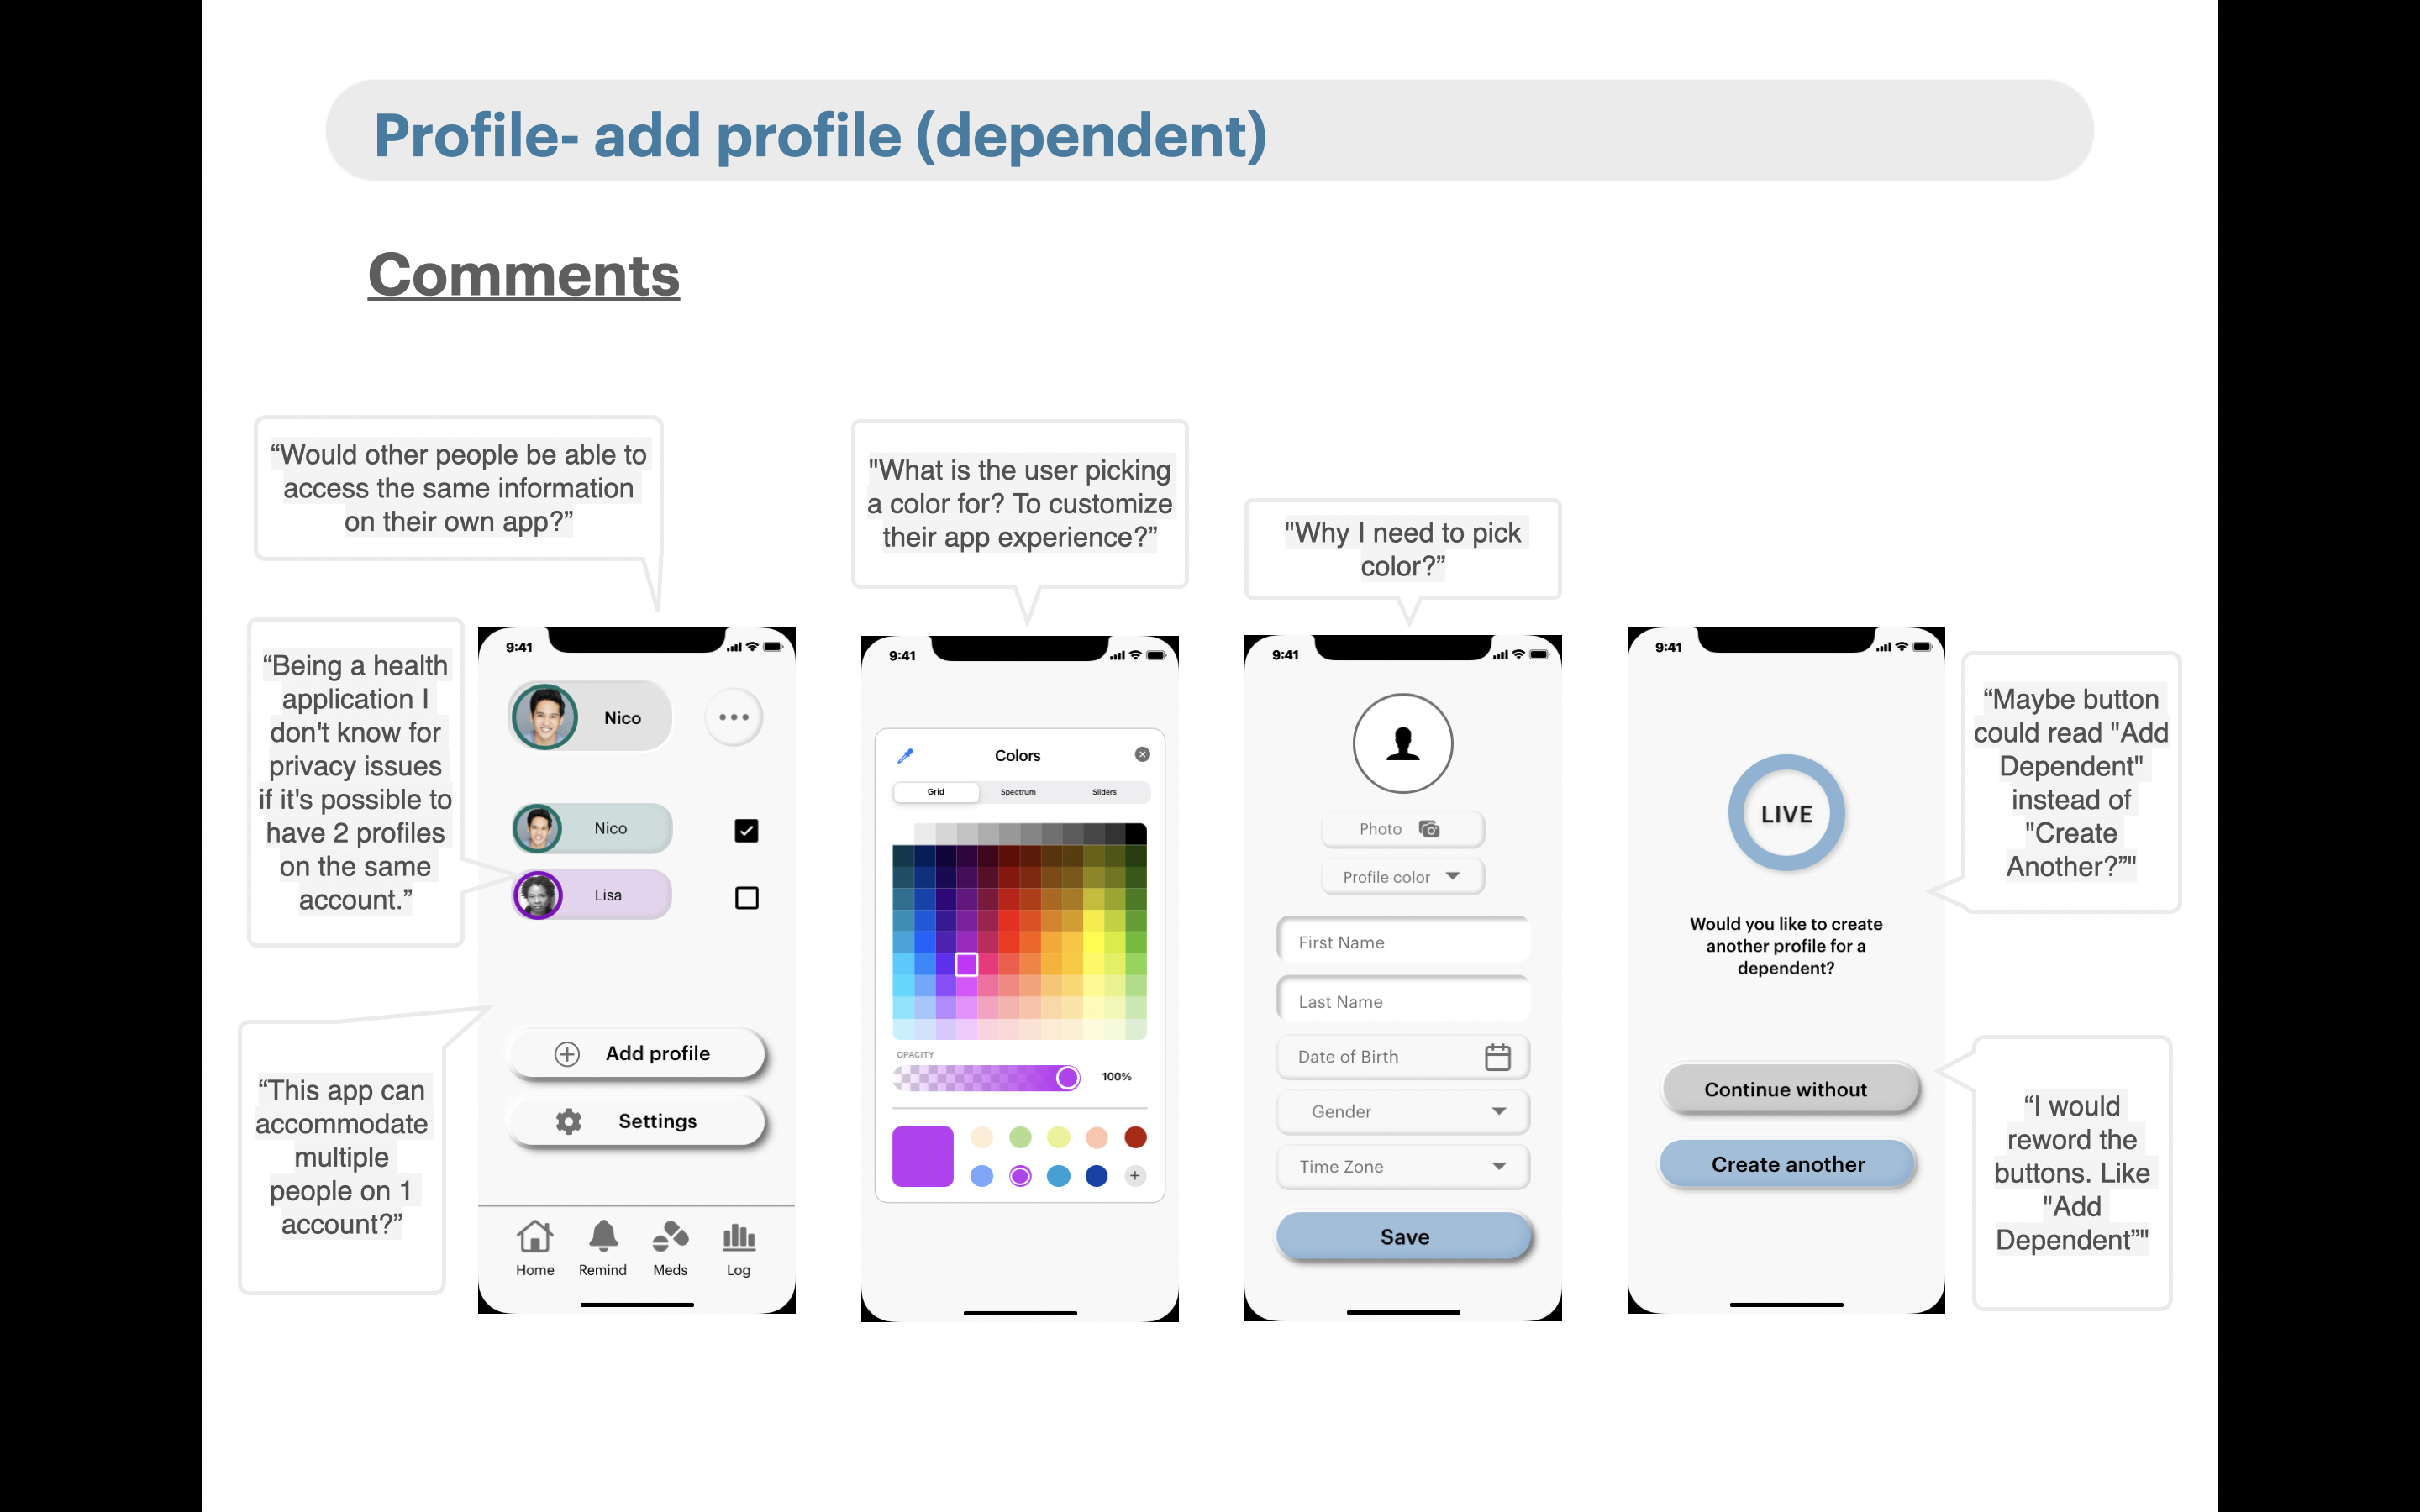 Profile- add profile (dependent)
Comments
“Would other people be able to
access the same information
on their own app?”
"What is the user picking
a color for? To customize
their app experience?”
"Why I need to pick
color?”
“Being a health
application I
don't know for
privacy issues
if it's possible to
have 2 profiles
on the same
account.”
“This app can
accommodate
multiple
people on 1
account?”
9:41
Nico
Nico
Lisa
Add profile
Settings
Home Remind Meds Log
9:41
Colors
Grid Spectrum Sliders
OPACITY
100%
9:41
Photo
Profile color
First Name
Last Name
Date of Birth
Gender
Time Zone
Save
9:41
LIVE
Would you like to create
another profile for a
dependent?
Continue without
Create another
“Maybe button
could read "Add
Dependent"
instead of
"Create
Another?”"
“I would
reword the
buttons. Like
"Add
Dependent”"